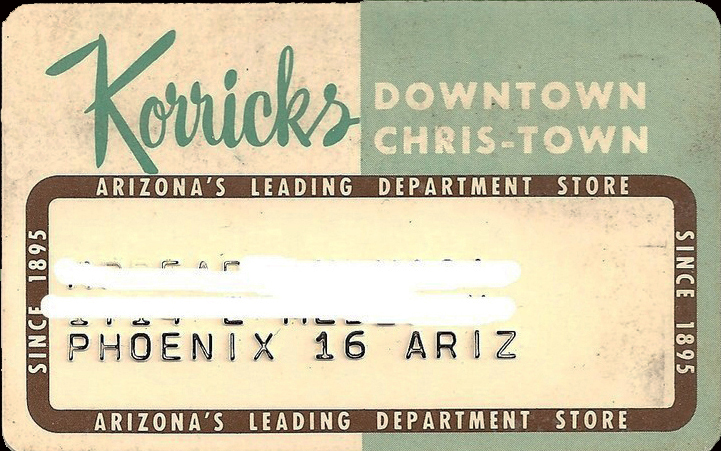 Korricks
DOWNTOWN
CHRIS-TOWN
ARIZONA'S LEADING DEPARTMENT STORE
SINCE 1895
SINCE 1895
PHOENIX 16 ARIZ
ARIZONA'S LEADING DEPARTMENT STORE